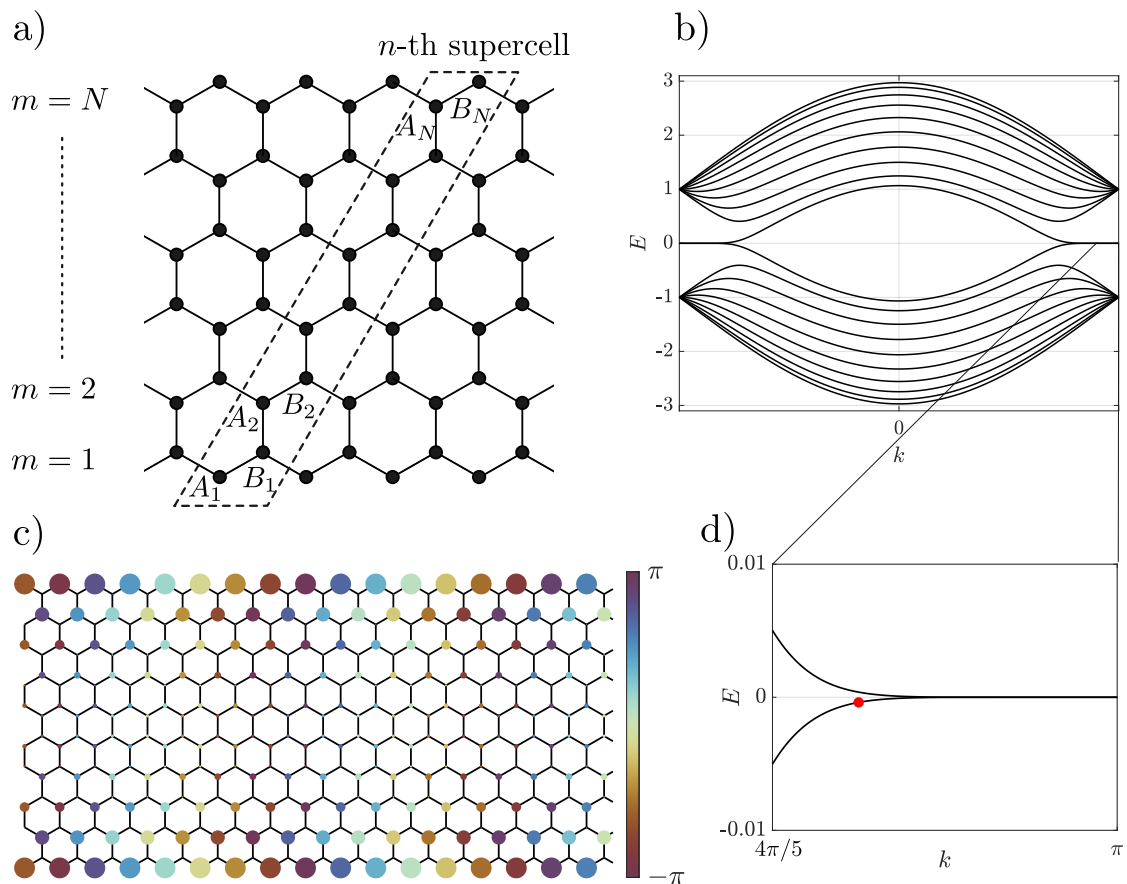 a)
n-th supercell
m = N
A_N
B_N
m = 2
A_2
B_2
m = 1
A_1
B_1
b)
3
2
1
0
-1
-2
-3
E
0
k
c)
π
−π
d)
0.01
0
-0.01
E
4π/5
k
π